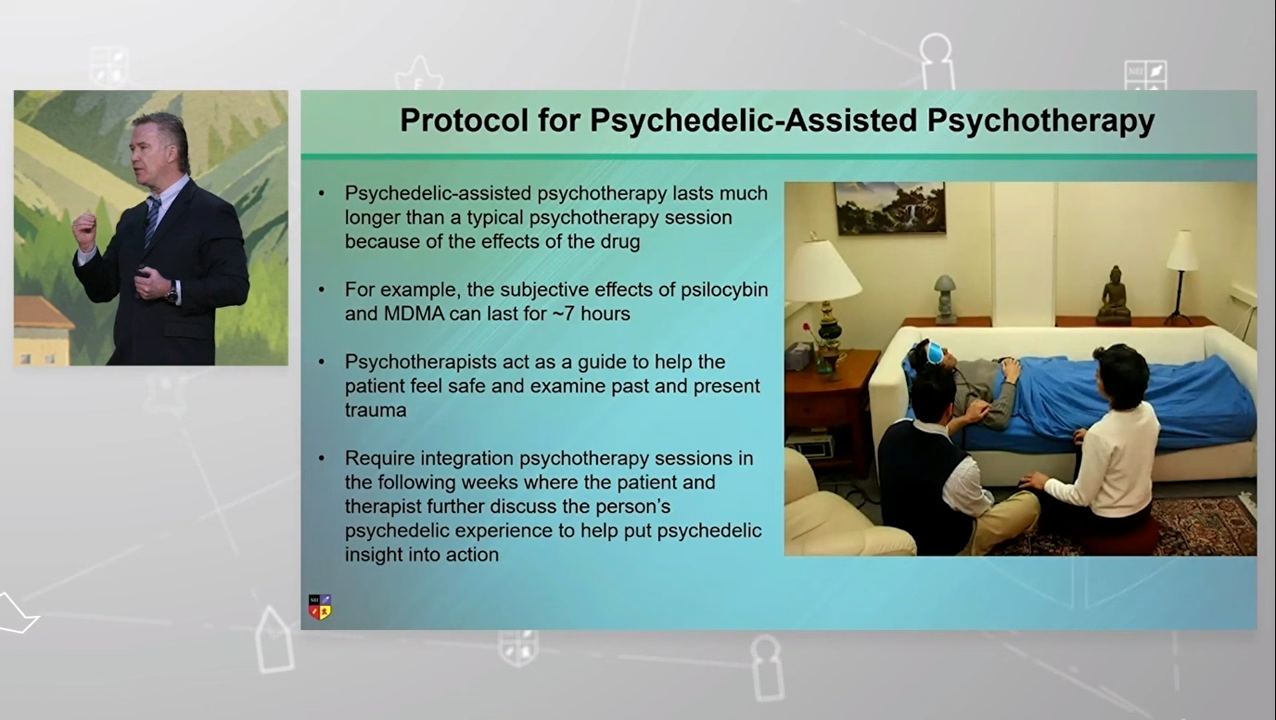 Protocol for Psychedelic-Assisted Psychotherapy
• Psychedelic-assisted psychotherapy lasts much
longer than a typical psychotherapy session
because of the effects of the drug
• For example, the subjective effects of psilocybin
and MDMA can last for ~7 hours
• Psychotherapists act as a guide to help the
patient feel safe and examine past and present
trauma
• Require integration psychotherapy sessions in
the following weeks where the patient and
therapist further discuss the person's
psychedelic experience to help put psychedelic
insight into action
NEI
NEI